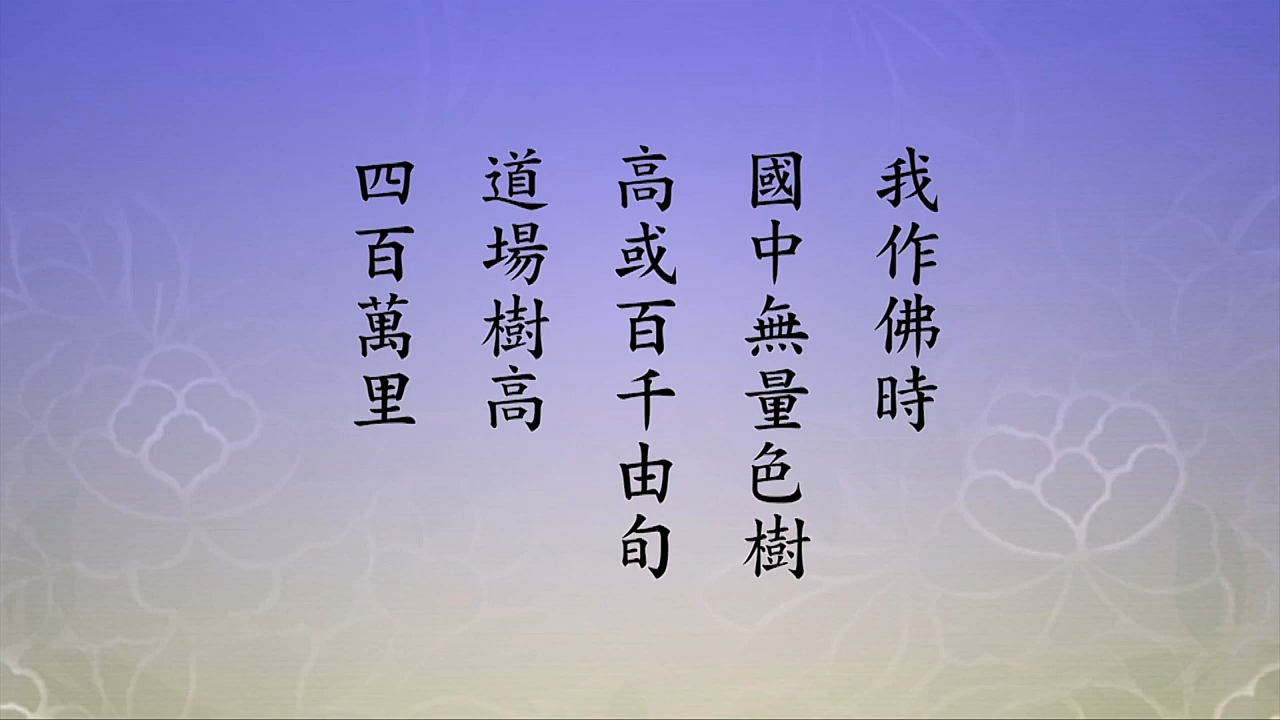 我作佛時
國中無量色樹
高或百千由旬
道場樹高
四百萬里